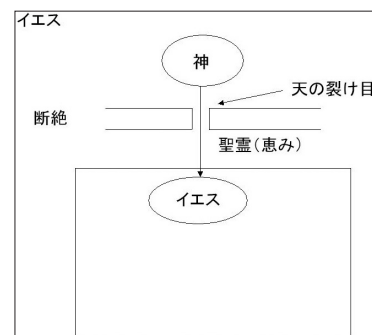 イエス
神
天の裂け目
断絶
聖霊(恵み)
イエス